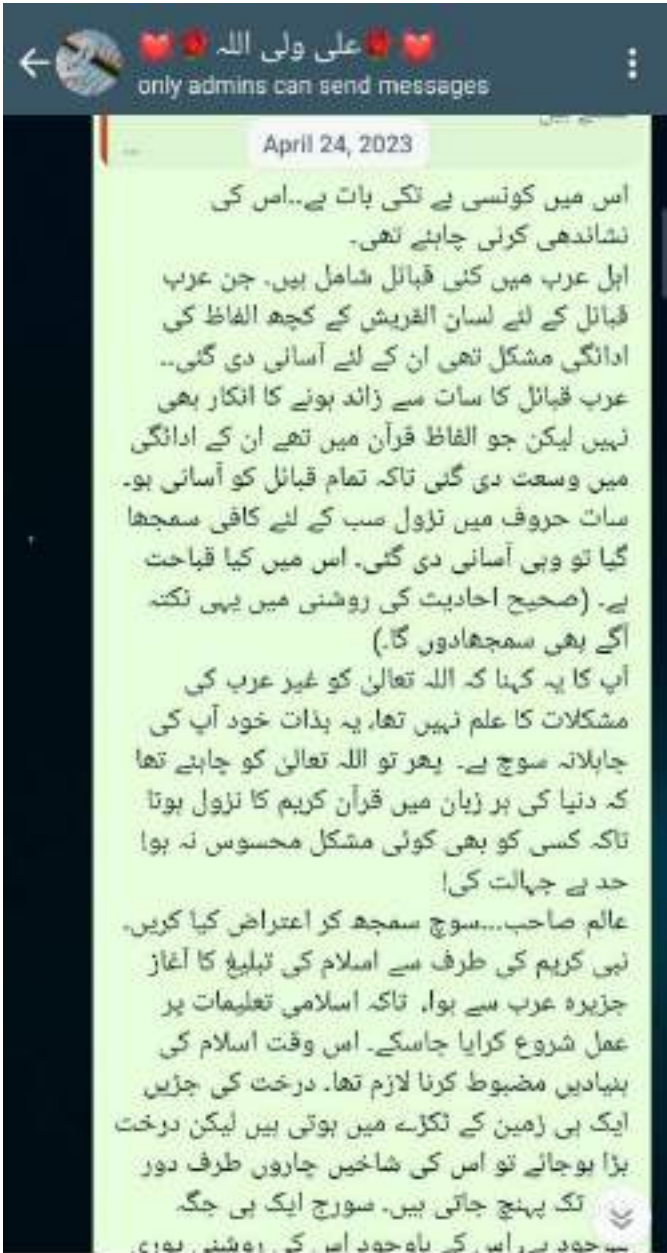 علی ولی اللہ
only admins can send messages
April 24, 2023
اس میں کونسی بے تکی بات ہے..اس کی
نشاندھی کرنی چاہئے تھی۔
اہل عرب میں کئی قبائل شامل ہیں۔ جن عرب
قبائل کے لئے لسان القریش کے کچھ الفاظ کی
ادائگی مشکل تھی ان کے لئے آسانی دی گئی..
عرب قبائل کا سات سے زائد ہونے کا انکار بھی
نہیں لیکن جو الفاظ قرآن میں تھے ان کے ادائگی
میں وسعت دی گئی تاکہ تمام قبائل کو آسانی ہو۔
سات حروف میں نزول سب کے لئے کافی سمجھا
گیا تو وہی آسانی دی گئی۔ اس میں کیا قباحت
ہے۔ (صحیح احادیث کی روشنی میں یہی نکتہ
آگے بھی سمجھادوں گا.)
آپ کا یہ کہنا کہ اللہ تعالیٰ کو غیر عرب کی
مشکلات کا علم نہیں تھا، یہ بذات خود آپ کی
جاہلانہ سوچ ہے۔ پھر تو اللہ تعالیٰ کو چاہئے تھا
کہ دنیا کی ہر زبان میں قرآن کریم کا نزول ہوتا
تاکہ کسی کو بھی کوئی مشکل محسوس نہ ہو!
حد ہے جہالت کی!
عالم صاحب...سوچ سمجھ کر اعتراض کیا کریں۔
نبی کریم کی طرف سے اسلام کی تبلیغ کا آغاز
جزیرہ عرب سے ہوا، تاکہ اسلامی تعلیمات پر
عمل شروع کرایا جاسکے۔ اس وقت اسلام کی
بنیادیں مضبوط کرنا لازم تھا۔ درخت کی جڑیں
ایک ہی زمین کے ٹکڑے میں ہوتی ہیں لیکن درخت
بڑا ہوجائے تو اس کی شاخیں چاروں طرف دور
تک پہنچ جاتی ہیں۔ سورج ایک ہی جگہ
موجود ہے، اس کے باوجود اس کی روشنی پوری